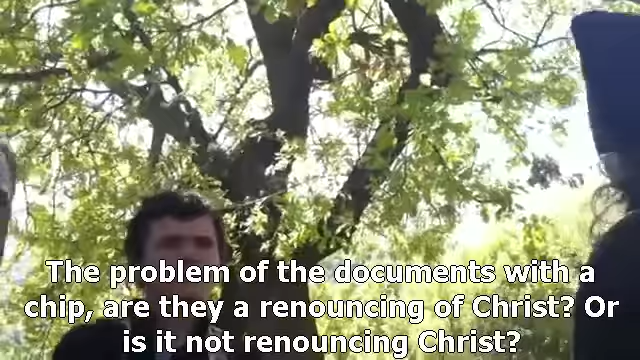 The problem of the documents with a
chip, are they a renouncing of Christ? Or
is it not renouncing Christ?